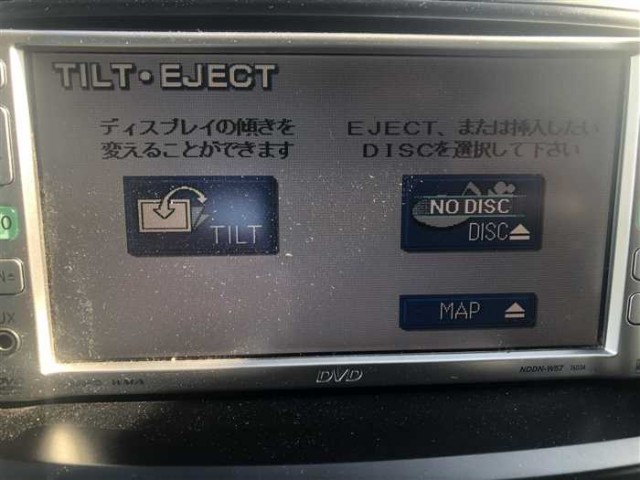 TILT・EJECT
ディスプレイの傾きを
変えることができます
EJECT、または挿入したい
DISCを選択して下さい
TILT
NO DISC
DISC⏏
MAP ⏏
DVD
NDDN-W57
WMA